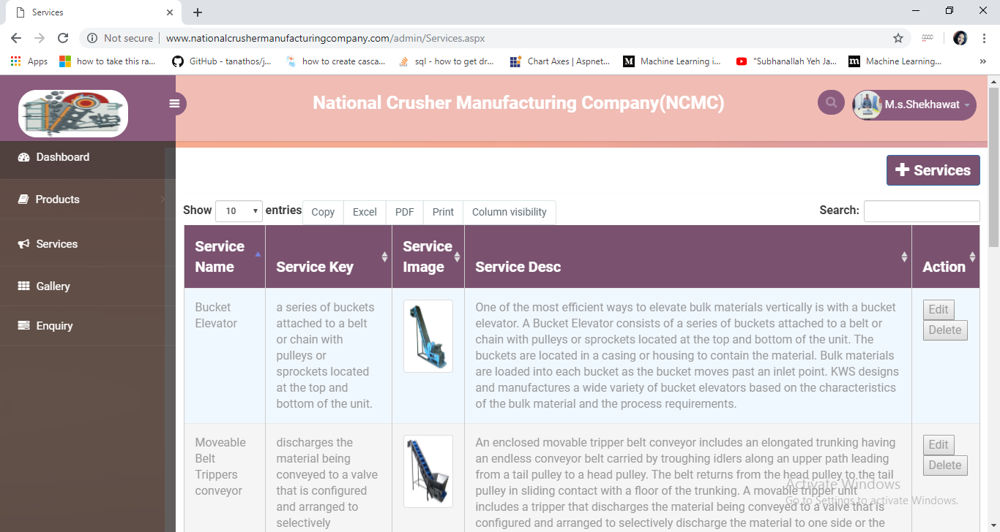 Services
Not secure | www.nationalcrushermanufacturingcompany.com/admin/Services.aspx
Apps how to take this ra... GitHub - tanathos/j... how to create casca... sql - how to get dr... Chart Axes | Aspnet... Machine Learning i... "Subhanallah Yeh Ja... Machine Learning...
National Crusher Manufacturing Company(NCMC)
M.s.Shekhawat
Dashboard
Products
Services
Gallery
Enquiry
Services
Show 10 entries Copy Excel PDF Print Column visibility Search:
Service Name
Service Key
Service Image
Service Desc
Action
Bucket
Elevator
a series of buckets
attached to a belt
or chain with
pulleys or
sprockets located
at the top and
bottom of the unit.
One of the most efficient ways to elevate bulk materials vertically is with a bucket
elevator. A Bucket Elevator consists of a series of buckets attached to a belt or
chain with pulleys or sprockets located at the top and bottom of the unit. The
buckets are located in a casing or housing to contain the material. Bulk materials
are loaded into each bucket as the bucket moves past an inlet point. KWS designs
and manufactures a wide variety of bucket elevators based on the characteristics
of the bulk material and the process requirements.
Edit
Delete
Moveable
Belt
Trippers
conveyor
discharges the
material being
conveyed to a valve
that is configured
and arranged to
selectively
An enclosed movable tripper belt conveyor includes an elongated trunking having
an endless conveyor belt carried by troughing idlers along an upper path leading
from a tail pulley to a head pulley. The belt returns from the head pulley to the tail
pulley in sliding contact with a floor of the trunking. A movable tripper unit
includes a tripper that discharges the material being conveyed to a valve that is
configured and arranged to selectively discharge the material to one side or the
Edit
Delete
Activate Windows
Go to Settings to activate Windows.